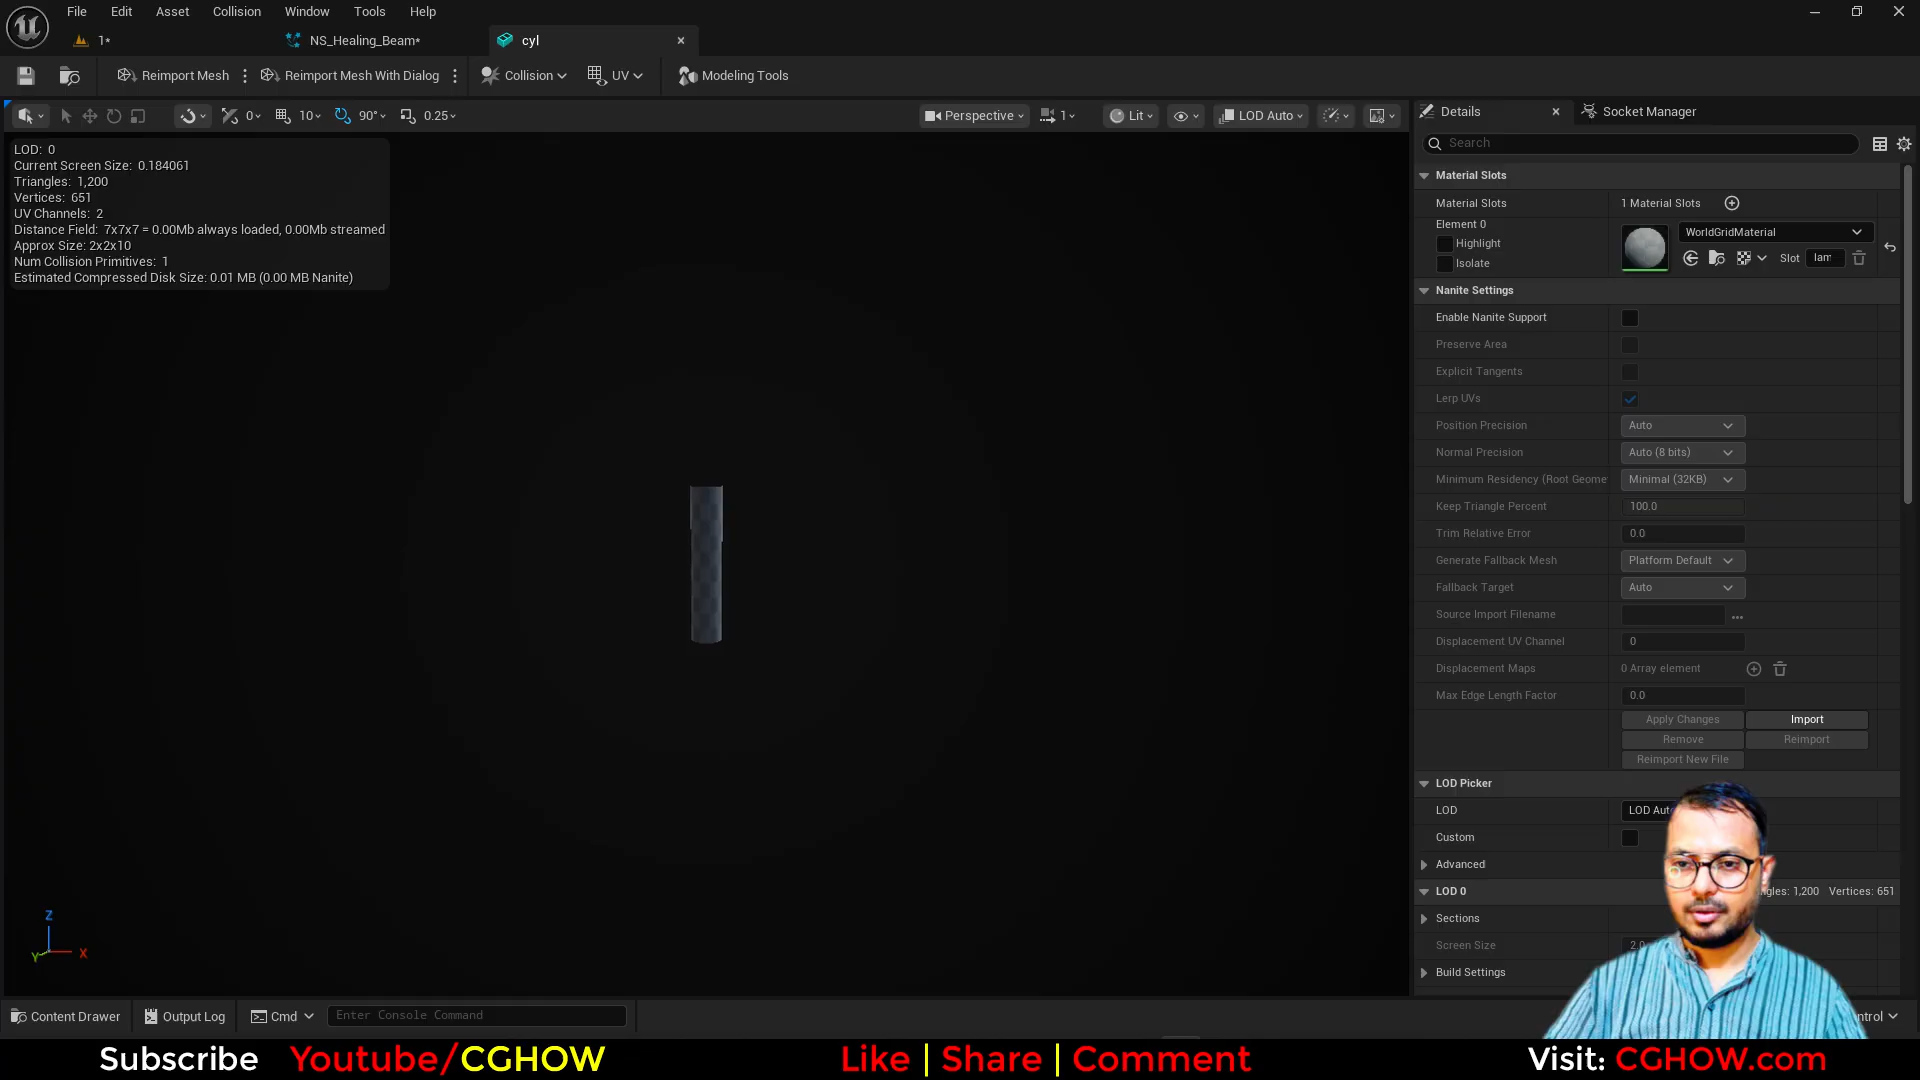 File Edit Asset Collision Window Tools Help
1*
NS_Healing_Beam*
cyl
Reimport Mesh
Reimport Mesh With Dialog
Collision
UV
Modeling Tools
0
10
90°
0.25
Perspective
1
Lit
LOD Auto
Details
Socket Manager
LOD: 0
Current Screen Size: 0.184061
Triangles: 1,200
Vertices: 651
UV Channels: 2
Distance Field: 7x7x7 = 0.00Mb always loaded, 0.00Mb streamed
Approx Size: 2x2x10
Num Collision Primitives: 1
Estimated Compressed Disk Size: 0.01 MB (0.00 MB Nanite)
Search
Material Slots
Material Slots 1 Material Slots
Element 0
Highlight
Isolate
WorldGridMaterial
Slot lam
Nanite Settings
Enable Nanite Support
Preserve Area
Explicit Tangents
Lerp UVs
Position Precision Auto
Normal Precision Auto (8 bits)
Minimum Residency (Root Geome Minimal (32KB)
Keep Triangle Percent 100.0
Trim Relative Error 0.0
Generate Fallback Mesh Platform Default
Fallback Target Auto
Source Import Filename
Displacement UV Channel 0
Displacement Maps 0 Array element
Max Edge Length Factor 0.0
Apply Changes Import
Remove Reimport
Reimport New File
LOD Picker
LOD LOD Auto
Custom
Advanced
LOD 0 gles: 1,200 Vertices: 651
Sections
Screen Size 2.0
Build Settings
Z
X
Y
Content Drawer
Output Log
Cmd
Enter Console Command
ntrol
Subscribe Youtube/CGHOW
Like | Share | Comment
Visit: CGHOW.com